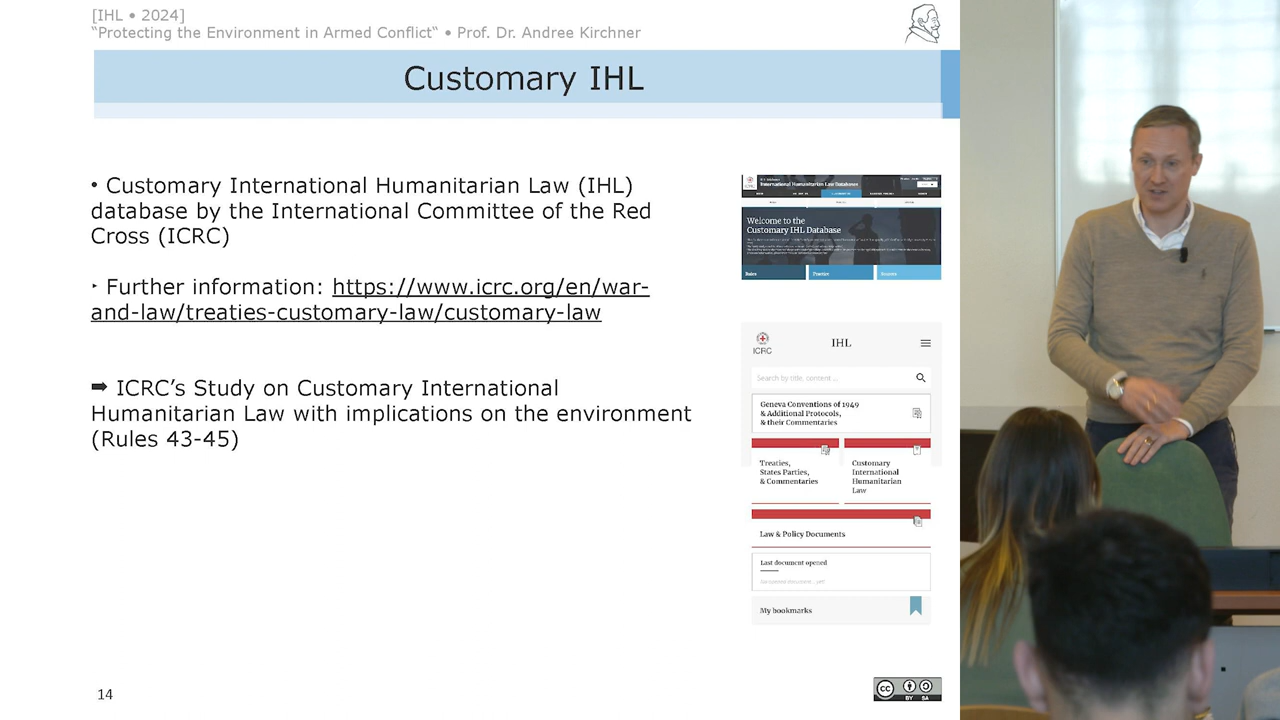 [IHL • 2024]
"Protecting the Environment in Armed Conflict“ • Prof. Dr. Andree Kirchner
Customary IHL
• Customary International Humanitarian Law (IHL)
database by the International Committee of the Red
Cross (ICRC)
‣ Further information: https://www.icrc.org/en/war-
and-law/treaties-customary-law/customary-law
➡ ICRC’s Study on Customary International
Humanitarian Law with implications on the environment
(Rules 43-45)
International Humanitarian Law Databases
Welcome to the
Customary IHL Database
Rules
Practice
Sources
ICRC
IHL
Search by title, content...
Geneva Conventions of 1949
& Additional Protocols,
& their Commentaries
Treaties,
States Parties,
& Commentaries
Customary
International
Humanitarian
Law
Law & Policy Documents
Last document opened
My bookmarks
14
CC
BY SA